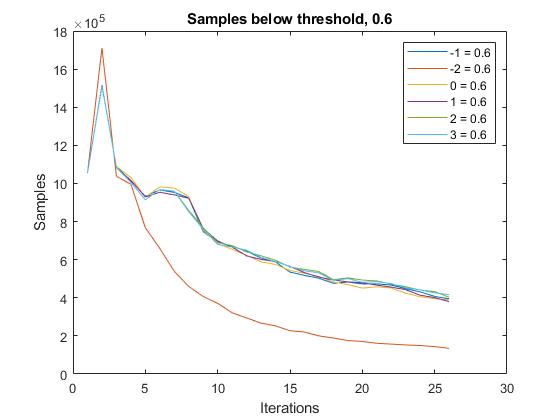 Samples below threshold, 0.6
×10⁵
18
16
14
12
10
8
6
4
2
0
0 5 10 15 20 25 30
Samples
Iterations
-1 = 0.6
-2 = 0.6
0 = 0.6
1 = 0.6
2 = 0.6
3 = 0.6